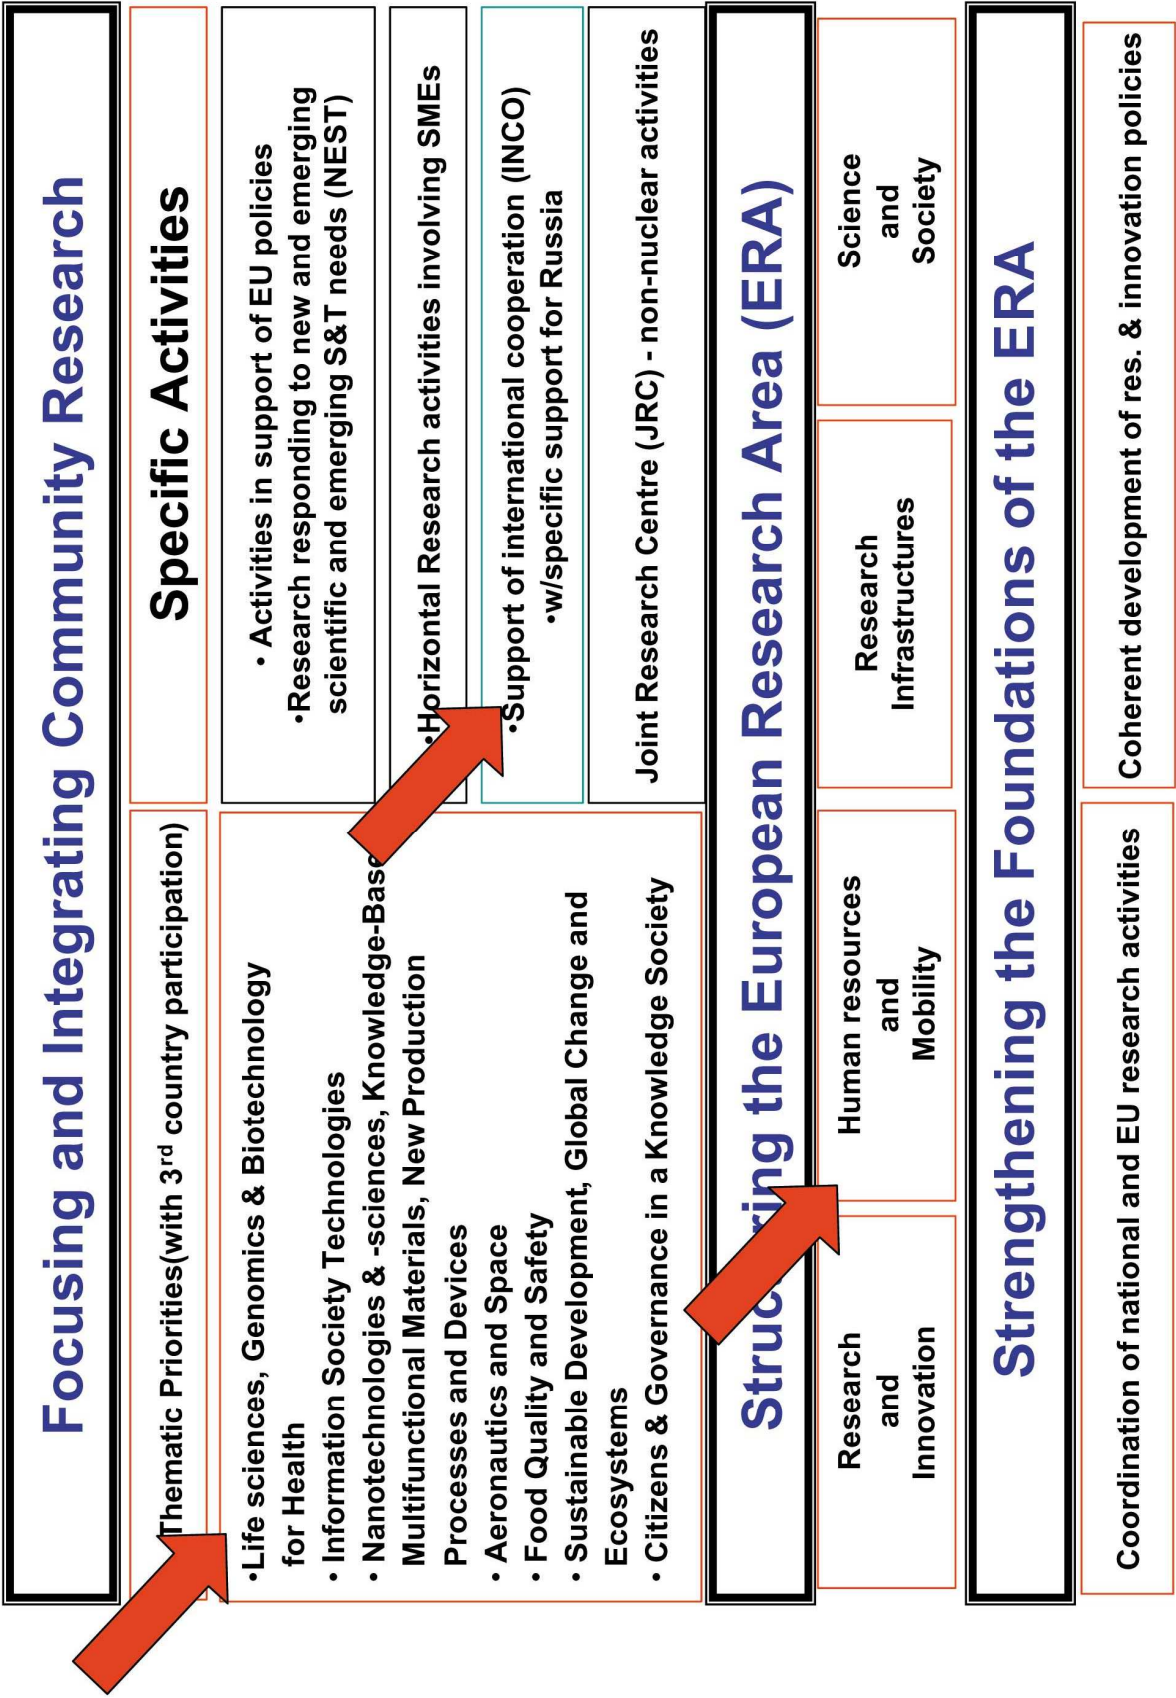 Focusing and Integrating Community Research
Thematic Priorities(with 3rd country participation)
•Life sciences, Genomics & Biotechnology
for Health
• Information Society Technologies
• Nanotechnologies & -sciences, Knowledge-Base
Multifunctional Materials, New Production
Processes and Devices
• Aeronautics and Space
• Food Quality and Safety
• Sustainable Development, Global Change and
Ecosystems
• Citizens & Governance in a Knowledge Society
Specific Activities
• Activities in support of EU policies
•Research responding to new and emerging
scientific and emerging S&T needs (NEST)
•Horizontal Research activities involving SMEs
•Support of international cooperation (INCO)
•w/specific support for Russia
Joint Research Centre (JRC) - non-nuclear activities
the European Research Area (ERA)
Research
and
Innovation
Human resources
and
Mobility
Research
Infrastructures
Science
and
Society
Strengthening the Foundations of the ERA
Coordination of national and EU research activities
Coherent development of res. & innovation policies